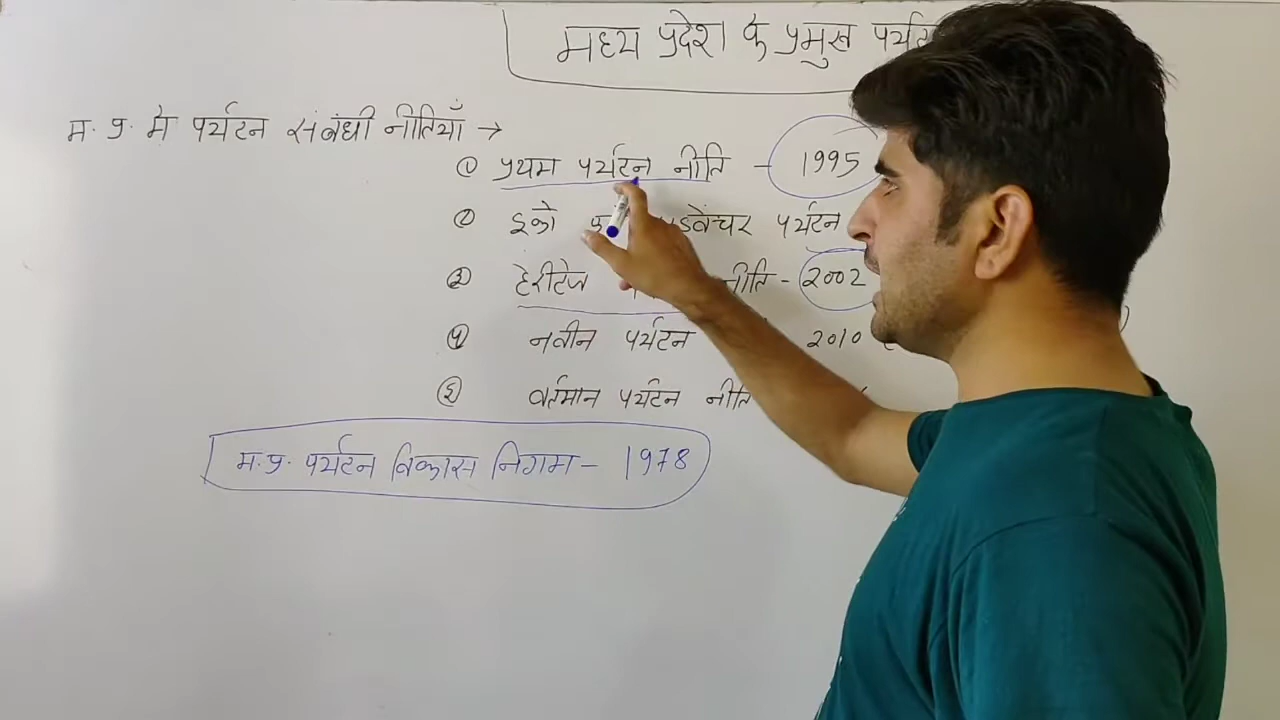 मध्य प्रदेश के प्रमुख
म. प्र. मे पर्यटन संबंधी नीतियाँ →
① प्रथम पर्यटन नीति - 1995
② इको एडवेंचर पर्यटन
③ हेरीटेज नीति - 2002
④ नवीन पर्यटन 2010
⑤ वर्तमान पर्यटन नीति
म. प्र. पर्यटन विकास निगम - 1978